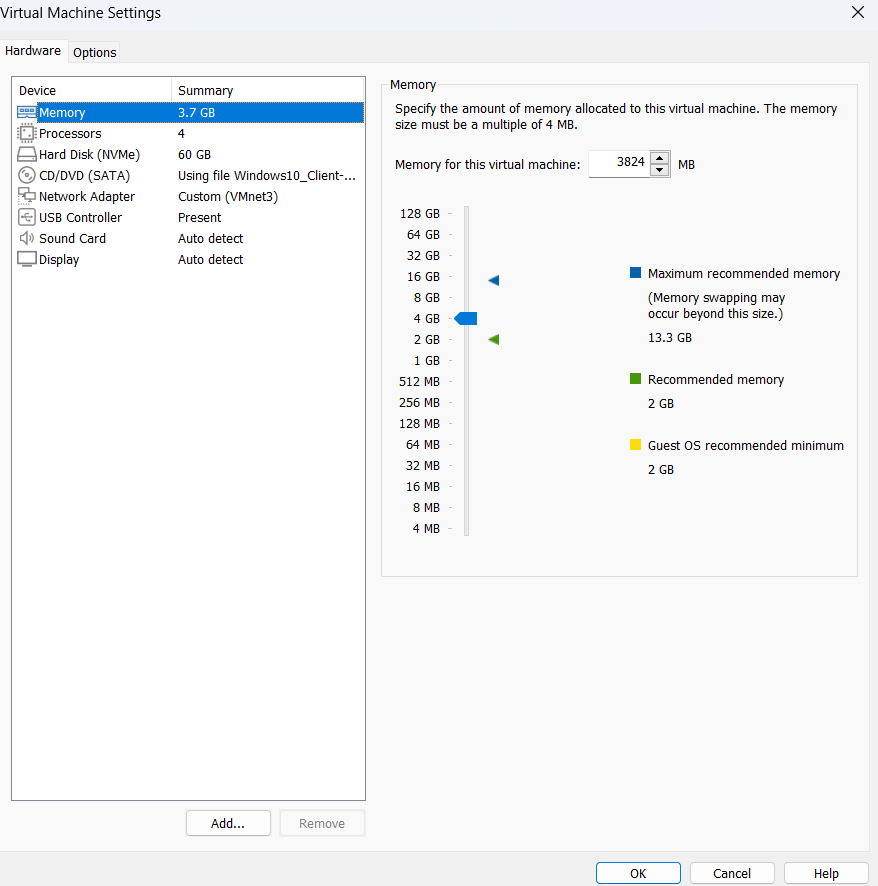 Virtual Machine Settings
Hardware Options
Device Summary
Memory 3.7 GB
Processors 4
Hard Disk (NVMe) 60 GB
CD/DVD (SATA) Using file Windows10_Client-...
Network Adapter Custom (VMnet3)
USB Controller Present
Sound Card Auto detect
Display Auto detect
Add... Remove
Memory
Specify the amount of memory allocated to this virtual machine. The memory
size must be a multiple of 4 MB.
Memory for this virtual machine: 3824 MB
128 GB
64 GB
32 GB
16 GB
8 GB
4 GB
2 GB
1 GB
512 MB
256 MB
128 MB
64 MB
32 MB
16 MB
8 MB
4 MB
Maximum recommended memory
(Memory swapping may
occur beyond this size.)
13.3 GB
Recommended memory
2 GB
Guest OS recommended minimum
2 GB
OK Cancel Help